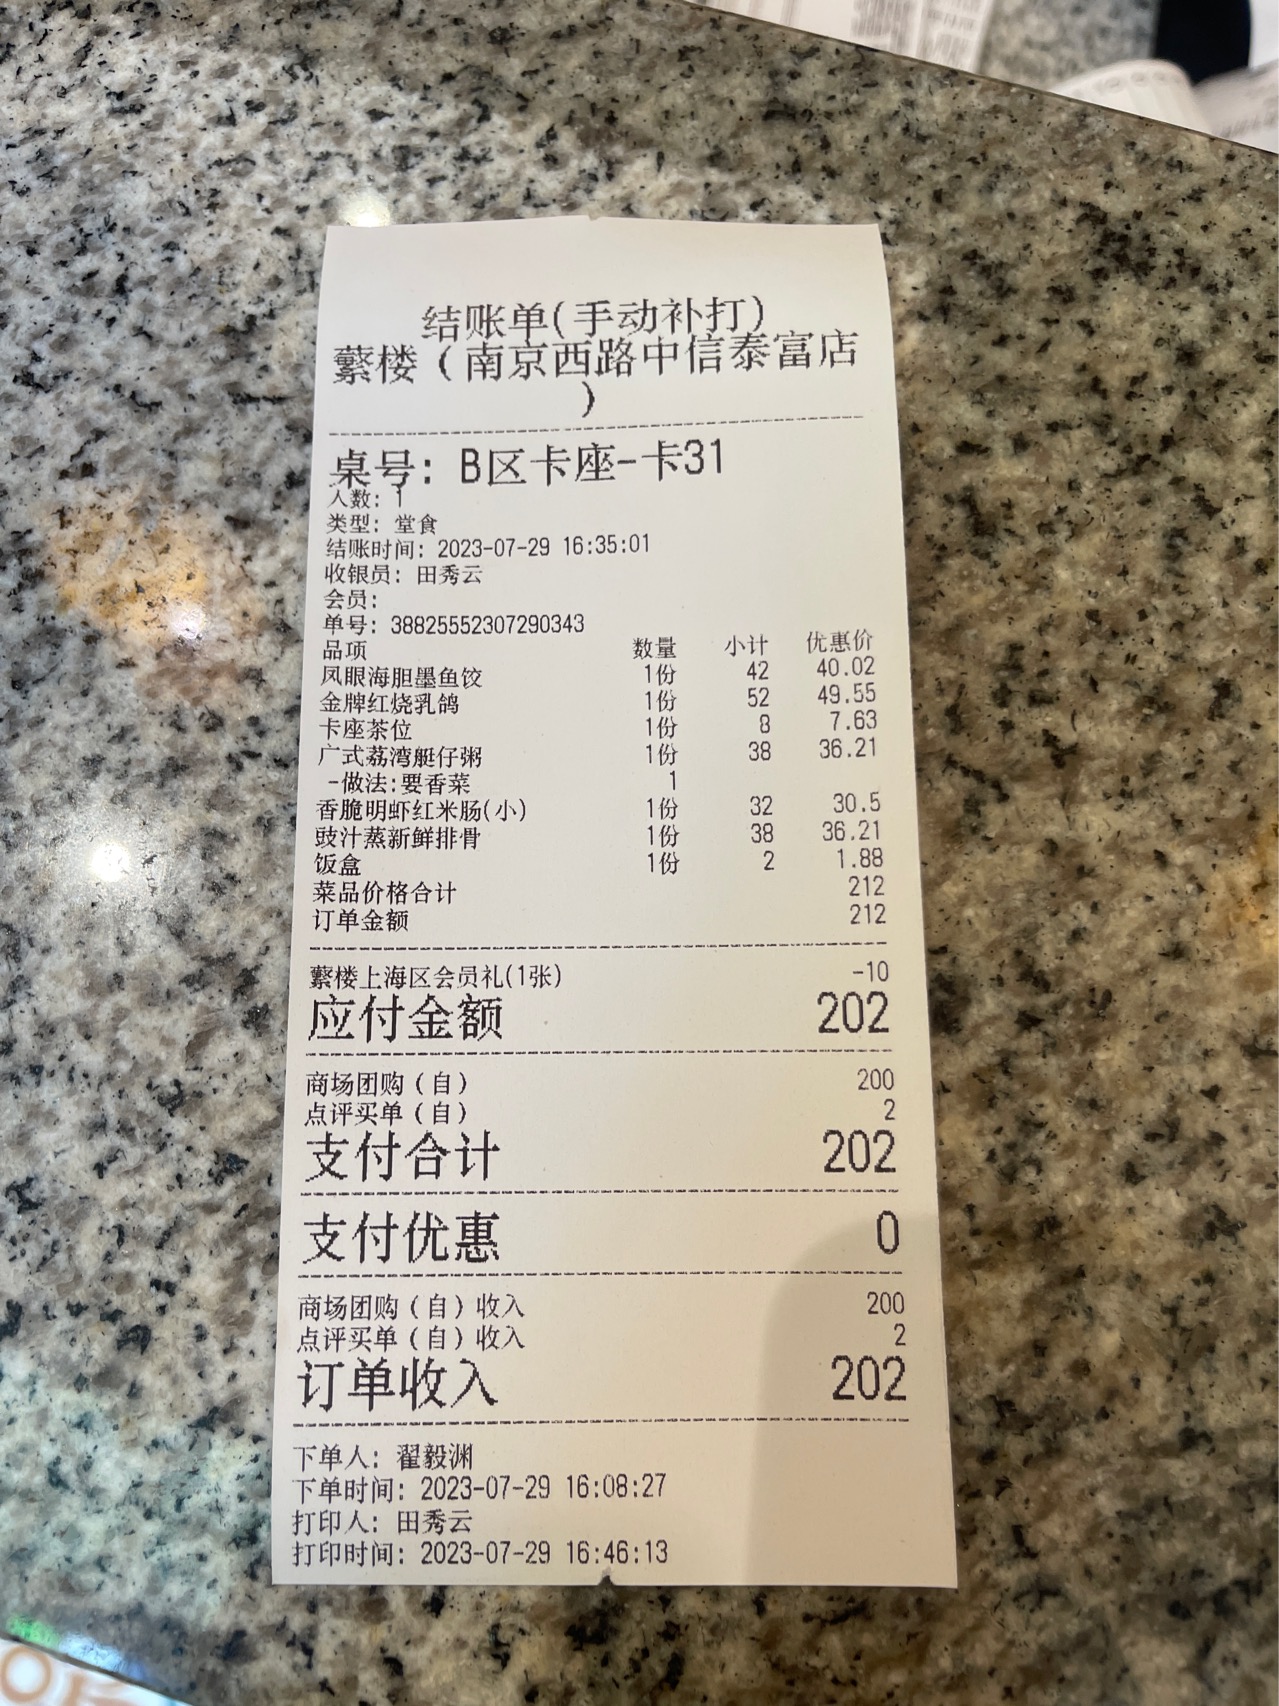 结账单(手动补打)
蘩楼（南京西路中信泰富店
）
桌号: B区卡座-卡31
人数: 1
类型: 堂食
结账时间: 2023-07-29 16:35:01
收银员: 田秀云
会员:
单号: 38825552307290343
品项 数量 小计 优惠价
凤眼海胆墨鱼饺 1份 42 40.02
金牌红烧乳鸽 1份 52 49.55
卡座茶位 1份 8 7.63
广式荔湾艇仔粥 1份 38 36.21
-做法:要香菜 1
香脆明虾红米肠(小) 1份 32 30.5
豉汁蒸新鲜排骨 1份 38 36.21
饭盒 1份 2 1.88
菜品价格合计 212
订单金额 212
蘩楼上海区会员礼(1张) -10
应付金额 202
商场团购（自） 200
点评买单（自） 2
支付合计 202
支付优惠 0
商场团购（自）收入 200
点评买单（自）收入 2
订单收入 202
下单人: 翟毅渊
下单时间: 2023-07-29 16:08:27
打印人: 田秀云
打印时间: 2023-07-29 16:46:13